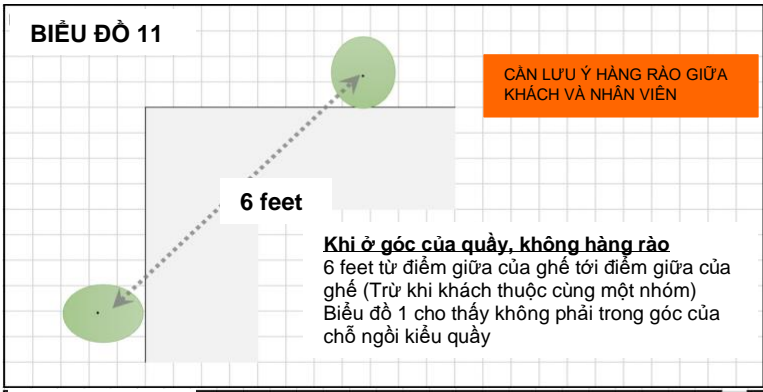 BIỂU ĐỒ 11
CẦN LƯU Ý HÀNG RÀO GIỮA
KHÁCH VÀ NHÂN VIÊN
6 feet
Khi ở góc của quầy, không hàng rào
6 feet từ điểm giữa của ghế tới điểm giữa của
ghế (Trừ khi khách thuộc cùng một nhóm)
Biểu đồ 1 cho thấy không phải trong góc của
chỗ ngồi kiểu quầy